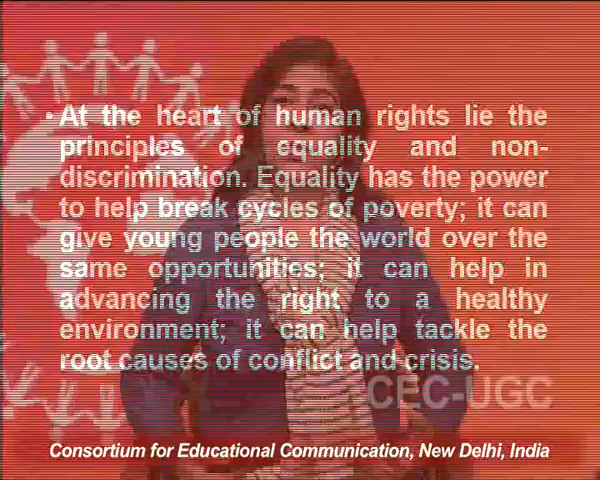 • At the heart of human rights lie the
principles of equality and non-
discrimination. Equality has the power
to help break cycles of poverty; it can
give young people the world over the
same opportunities; it can help in
advancing the right to a healthy
environment; it can help tackle the
root causes of conflict and crisis.
CEC-UGC
Consortium for Educational Communication, New Delhi, India